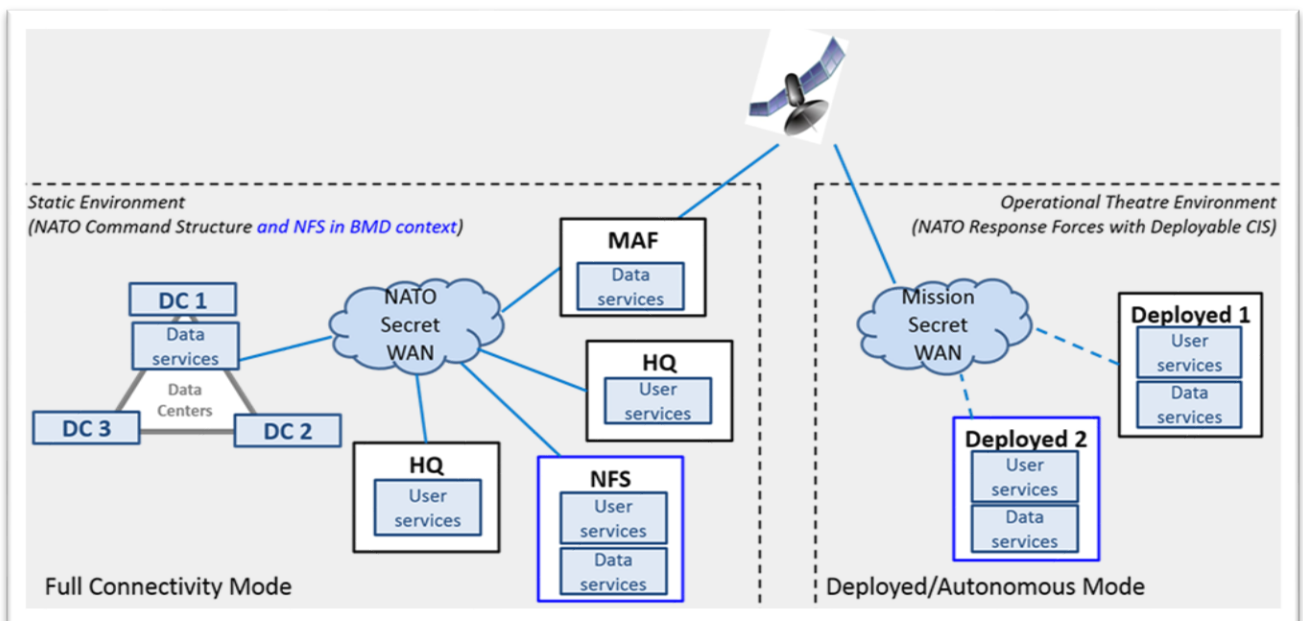 Static Environment
(NATO Command Structure and NFS in BMD context)
DC 1
Data
services
Data
Centers
DC 3
DC 2
NATO
Secret
WAN
MAF
Data
services
HQ
User
services
HQ
User
services
NFS
User
services
Data
services
Full Connectivity Mode
Operational Theatre Environment
(NATO Response Forces with Deployable CIS)
Mission
Secret
WAN
Deployed 1
User
services
Data
services
Deployed 2
User
services
Data
services
Deployed/Autonomous Mode